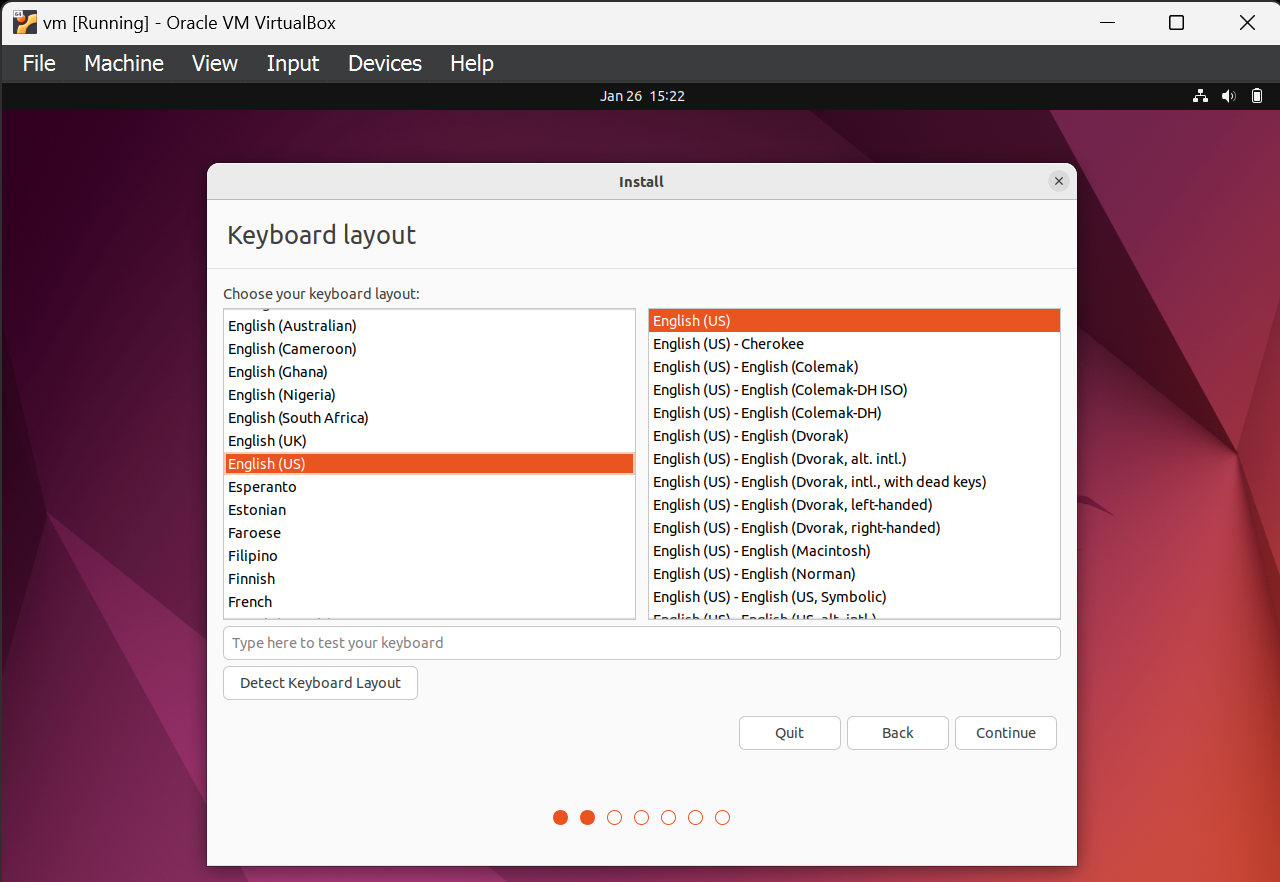 vm [Running] - Oracle VM VirtualBox
File Machine View Input Devices Help
Jan 26 15:22
Install
Keyboard layout
Choose your keyboard layout:
English (Australian)
English (Cameroon)
English (Ghana)
English (Nigeria)
English (South Africa)
English (UK)
English (US)
Esperanto
Estonian
Faroese
Filipino
Finnish
French
English (US)
English (US) - Cherokee
English (US) - English (Colemak)
English (US) - English (Colemak-DH ISO)
English (US) - English (Colemak-DH)
English (US) - English (Dvorak)
English (US) - English (Dvorak, alt. intl.)
English (US) - English (Dvorak, intl., with dead keys)
English (US) - English (Dvorak, left-handed)
English (US) - English (Dvorak, right-handed)
English (US) - English (Macintosh)
English (US) - English (Norman)
English (US) - English (US, Symbolic)
English (US) - English (US, alt. intl.)
Type here to test your keyboard
Detect Keyboard Layout
Quit Back Continue